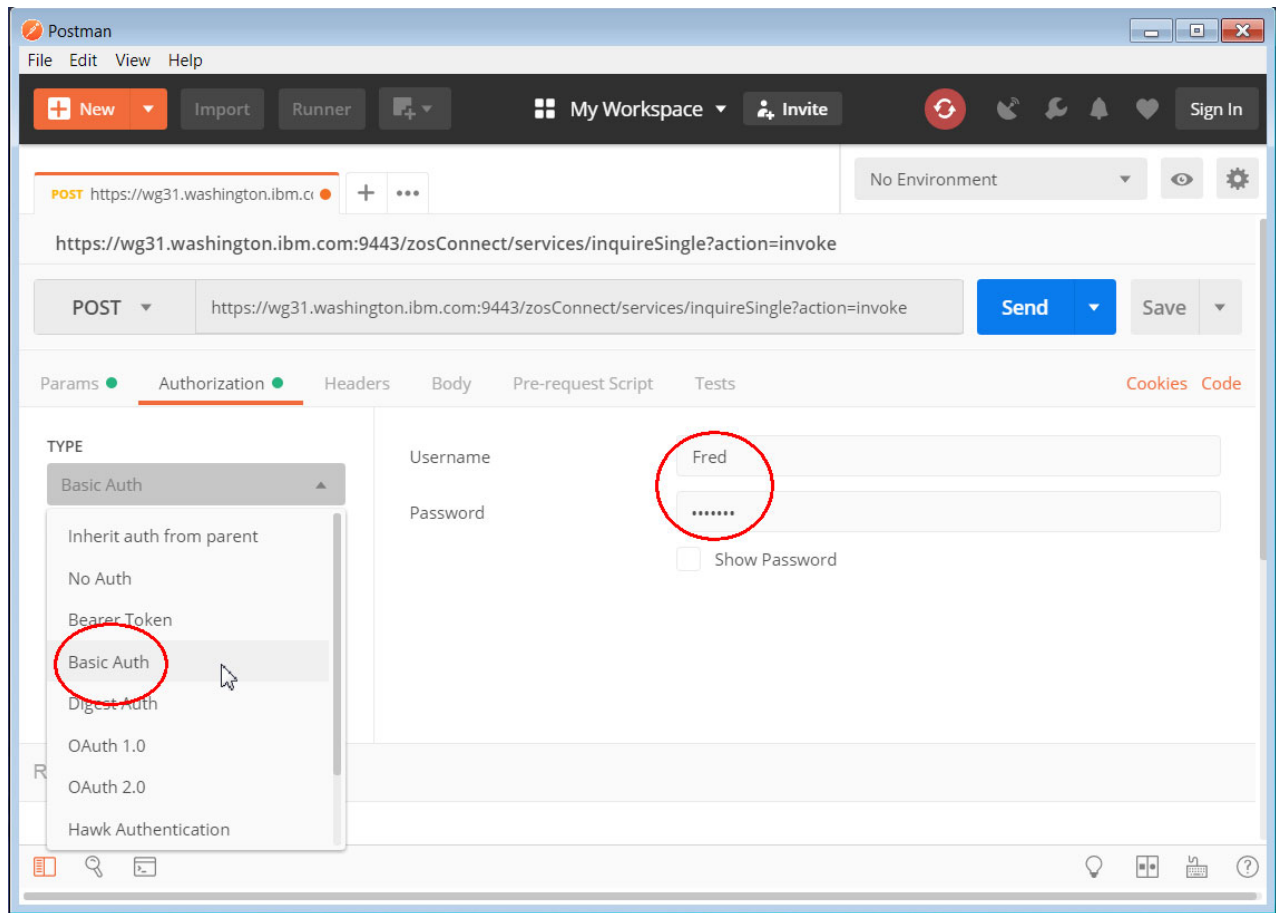 Postman
File Edit View Help
New Import Runner My Workspace Invite Sign In
POST https://wg31.washington.ibm.co
No Environment
https://wg31.washington.ibm.com:9443/zosConnect/services/inquireSingle?action=invoke
POST https://wg31.washington.ibm.com:9443/zosConnect/services/inquireSingle?action=invoke Send Save
Params Authorization Headers Body Pre-request Script Tests Cookies Code
TYPE
Basic Auth
Username Fred
Password •••••••
Show Password
Inherit auth from parent
No Auth
Bearer Token
Basic Auth
Digest Auth
OAuth 1.0
OAuth 2.0
Hawk Authentication
R